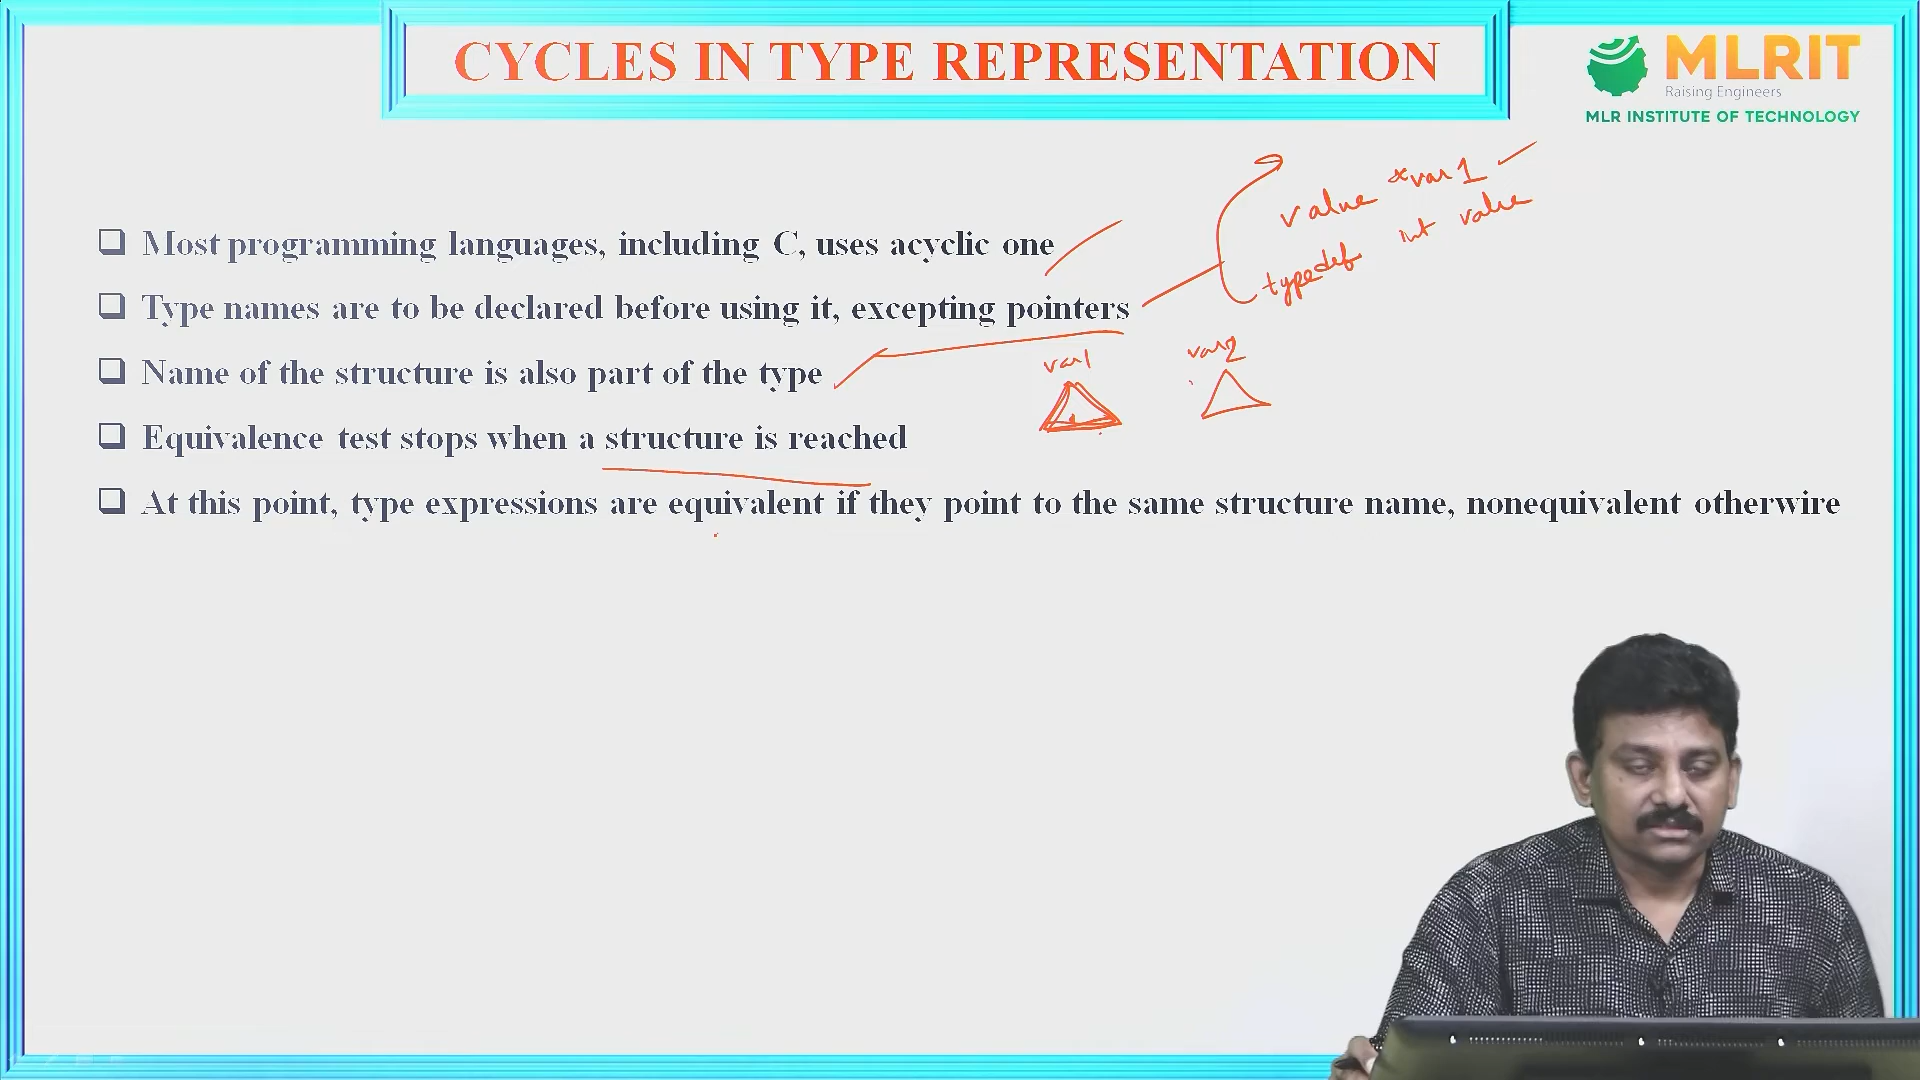 CYCLES IN TYPE REPRESENTATION
MLRIT
Raising Engineers
MLR INSTITUTE OF TECHNOLOGY
value *var1
typedef int value
❑ Most programming languages, including C, uses acyclic one
❑ Type names are to be declared before using it, excepting pointers
var1 var2
❑ Name of the structure is also part of the type
❑ Equivalence test stops when a structure is reached
❑ At this point, type expressions are equivalent if they point to the same structure name, nonequivalent otherwire